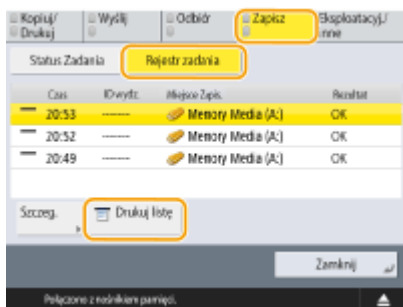 Kopiuj/ Drukuj
Wyślij
Odbiór
Zapisz
Eksploatacyj./ Inne
Status Zadania
Rejestr zadania
Czas ID wydz. Miejsce Zapis. Rezultat
20:53 ------- Memory Media (A:) OK
20:52 ------- Memory Media (A:) OK
20:49 ------- Memory Media (A:) OK
Szczeg.
Drukuj listę
Zamknij
Połączono z nośnikiem pamięci.